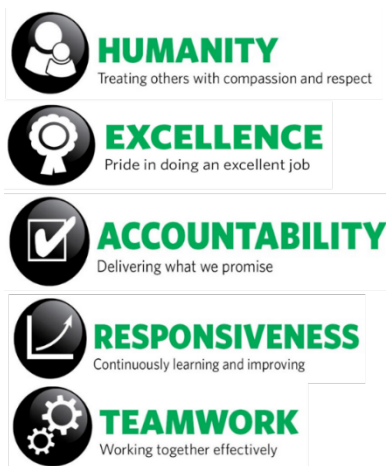 HUMANITY
Treating others with compassion and respect
EXCELLENCE
Pride in doing an excellent job
ACCOUNTABILITY
Delivering what we promise
RESPONSIVENESS
Continuously learning and improving
TEAMWORK
Working together effectively